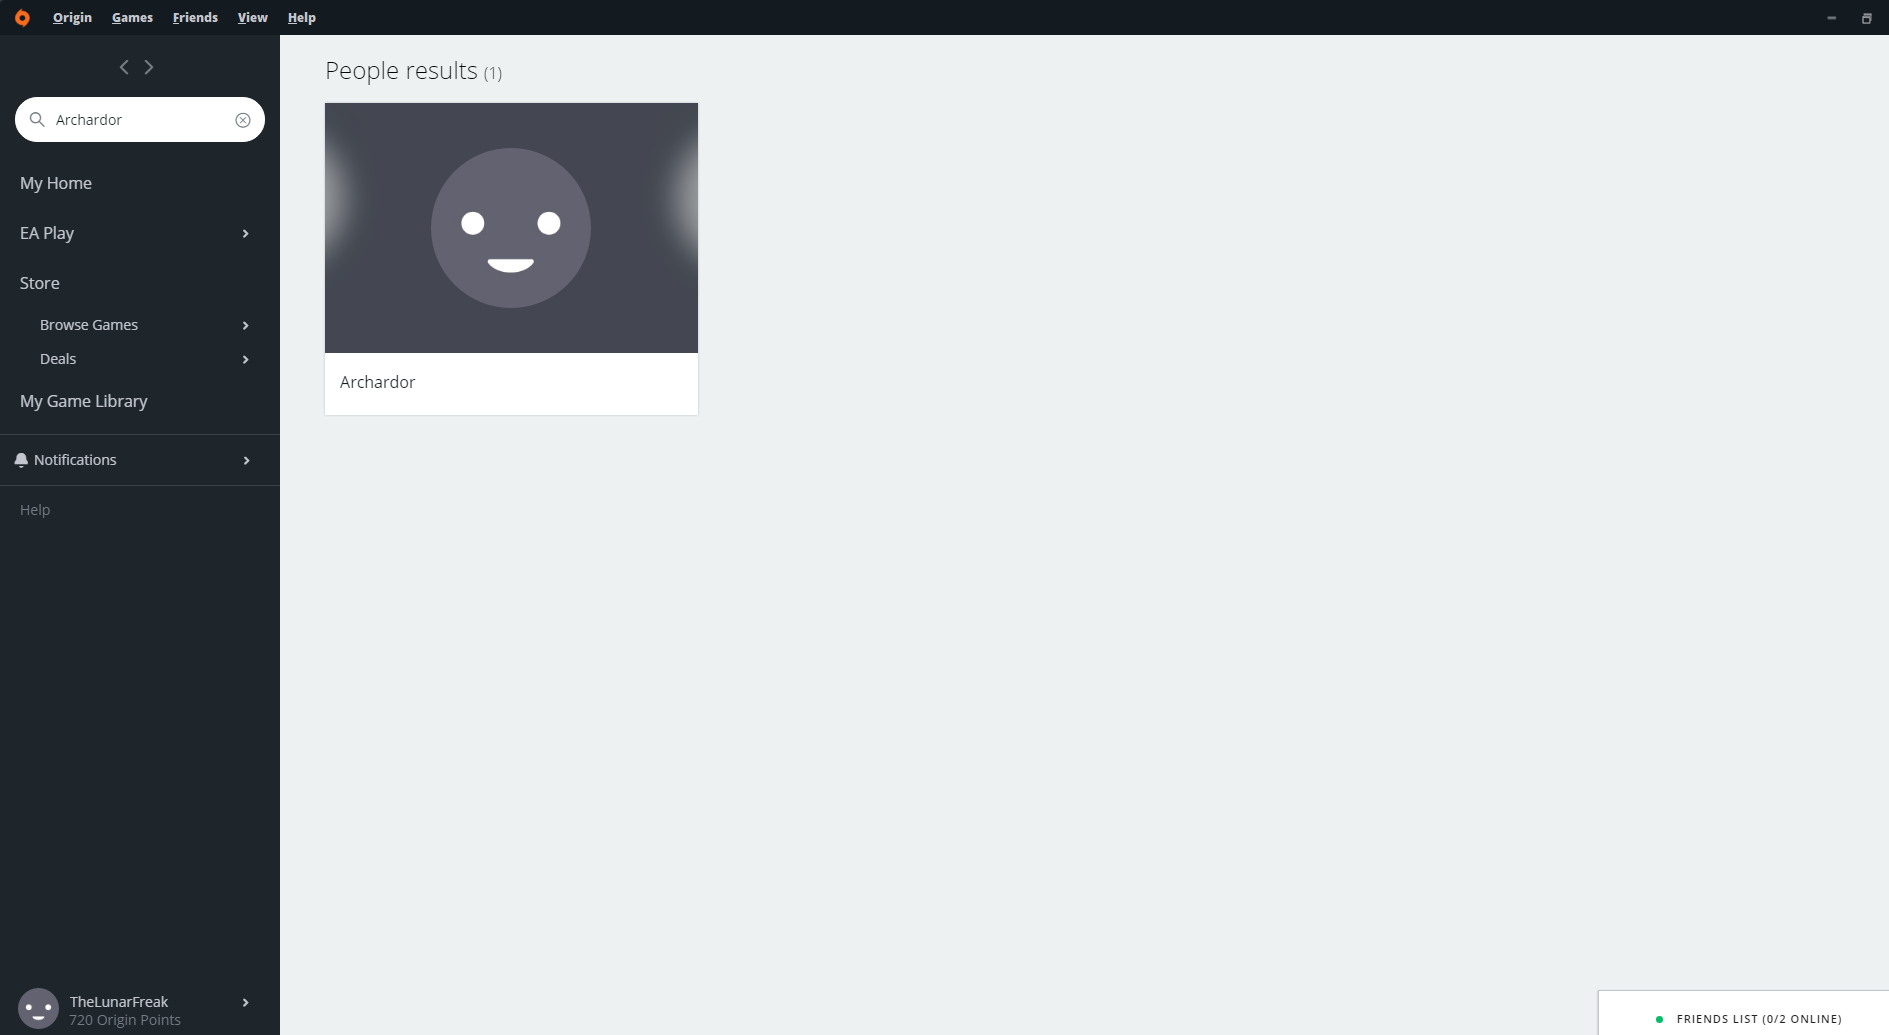 Origin Games Friends View Help
Archardor
My Home
EA Play
Store
Browse Games
Deals
My Game Library
Notifications
Help
TheLunarFreak
720 Origin Points
People results (1)
Archardor
FRIENDS LIST (0/2 ONLINE)